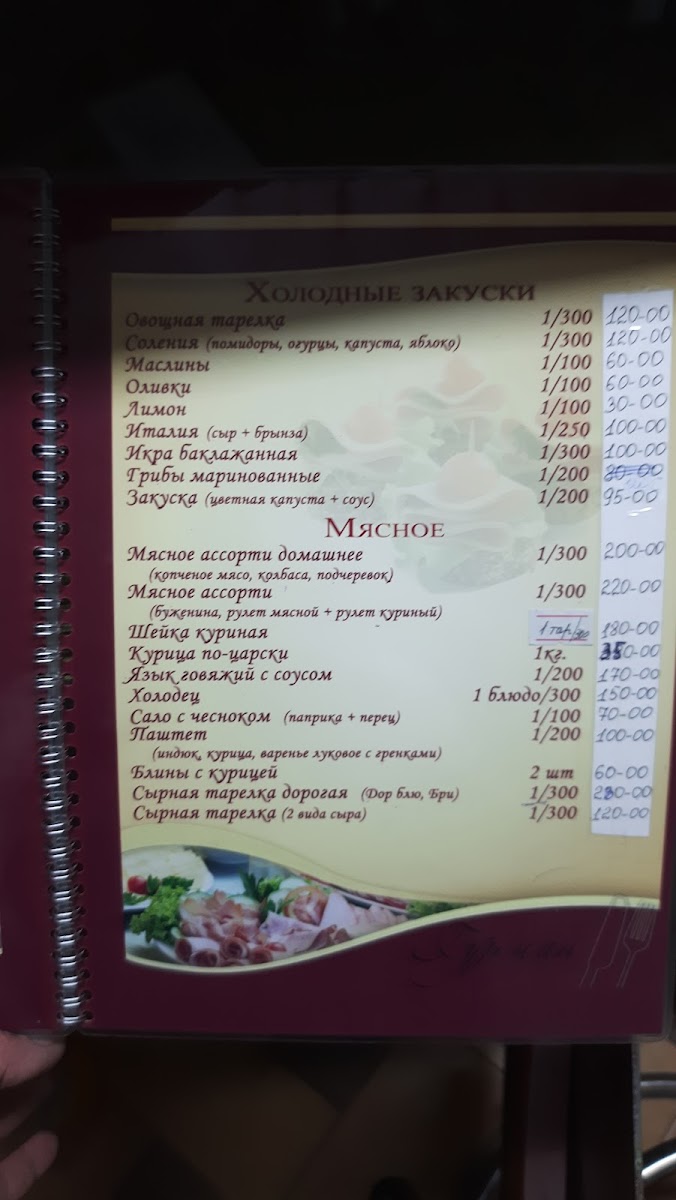 Холодные закуски
Овощная тарелка 1/300 120-00
Соления (помидоры, огурцы, капуста, яблоко) 1/300 120-00
Маслины 1/100 60-00
Оливки 1/100 60-00
Лимон 1/100 30-00
Италия (сыр + брынза) 1/250 100-00
Икра баклажанная 1/300 100-00
Грибы маринованные 1/200 80-00
Закуска (цветная капуста + соус) 1/200 95-00
Мясное
Мясное ассорти домашнее 1/300 200-00
(копченое мясо, колбаса, подчеревок)
Мясное ассорти 1/300 220-00
(буженина, рулет мясной + рулет куриный)
Шейка куриная 1 тар/ 180-00
Курица по-царски 1кг. 350-00
Язык говяжий с соусом 1/200 170-00
Холодец 1 блюдо/300 150-00
Сало с чесноком (паприка + перец) 1/100 70-00
Паштет 1/200 100-00
(индюк, курица, варенье луковое с гренками)
Блины с курицей 2 шт 60-00
Сырная тарелка дорогая (Дор блю, Бри) 1/300 280-00
Сырная тарелка (2 вида сыра) 1/300 120-00